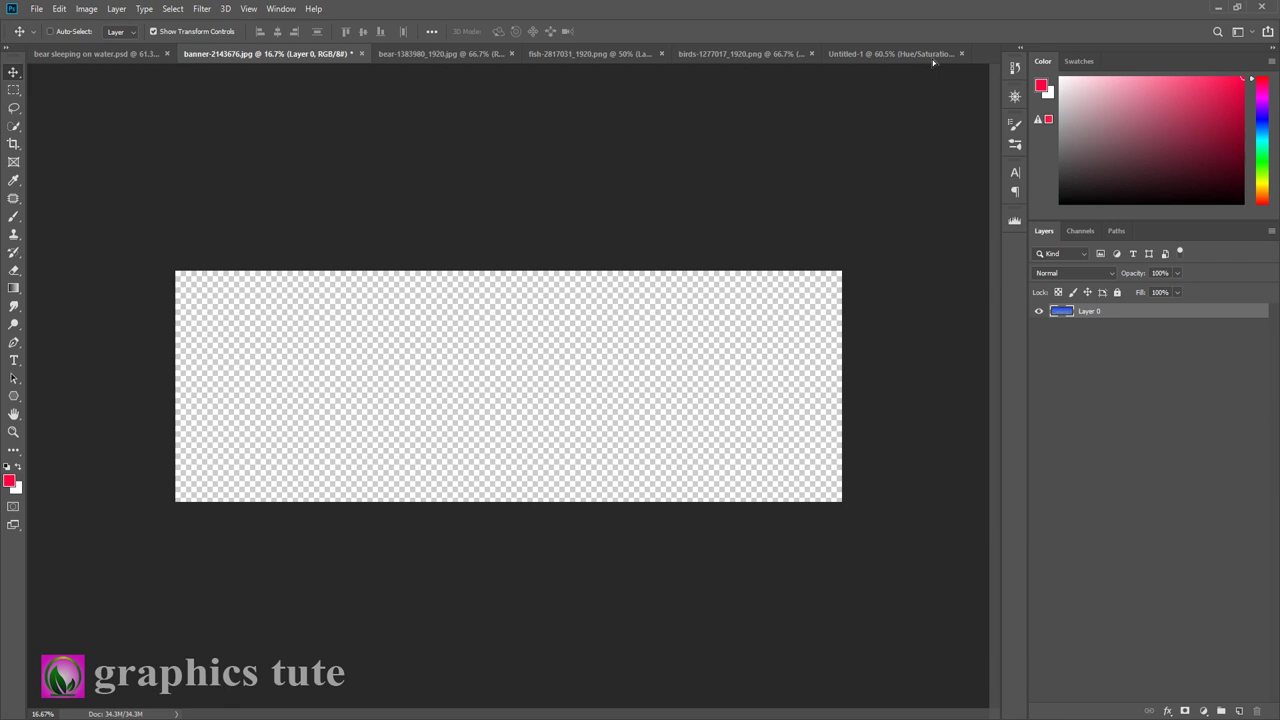 File Edit Image Layer Type Select Filter 3D View Window Help
Auto-Select: Layer Show Transform Controls 3D Mode:
bear sleeping on water.psd @ 61.3... × banner-2143676.jpg @ 16.7% (Layer 0, RGB/8#) * × bear-1383980_1920.jpg @ 66.7% (R... × fish-2817031_1920.png @ 50% (La... × birds-1277017_1920.png @ 66.7% (... × Untitled-1 @ 60.5% (Hue/Saturatio... ×
Color Swatches
Layers Channels Paths
Kind
Normal Opacity: 100%
Lock: Fill: 100%
Layer 0
graphics tute
16.67% Doc: 34.3M/34.3M